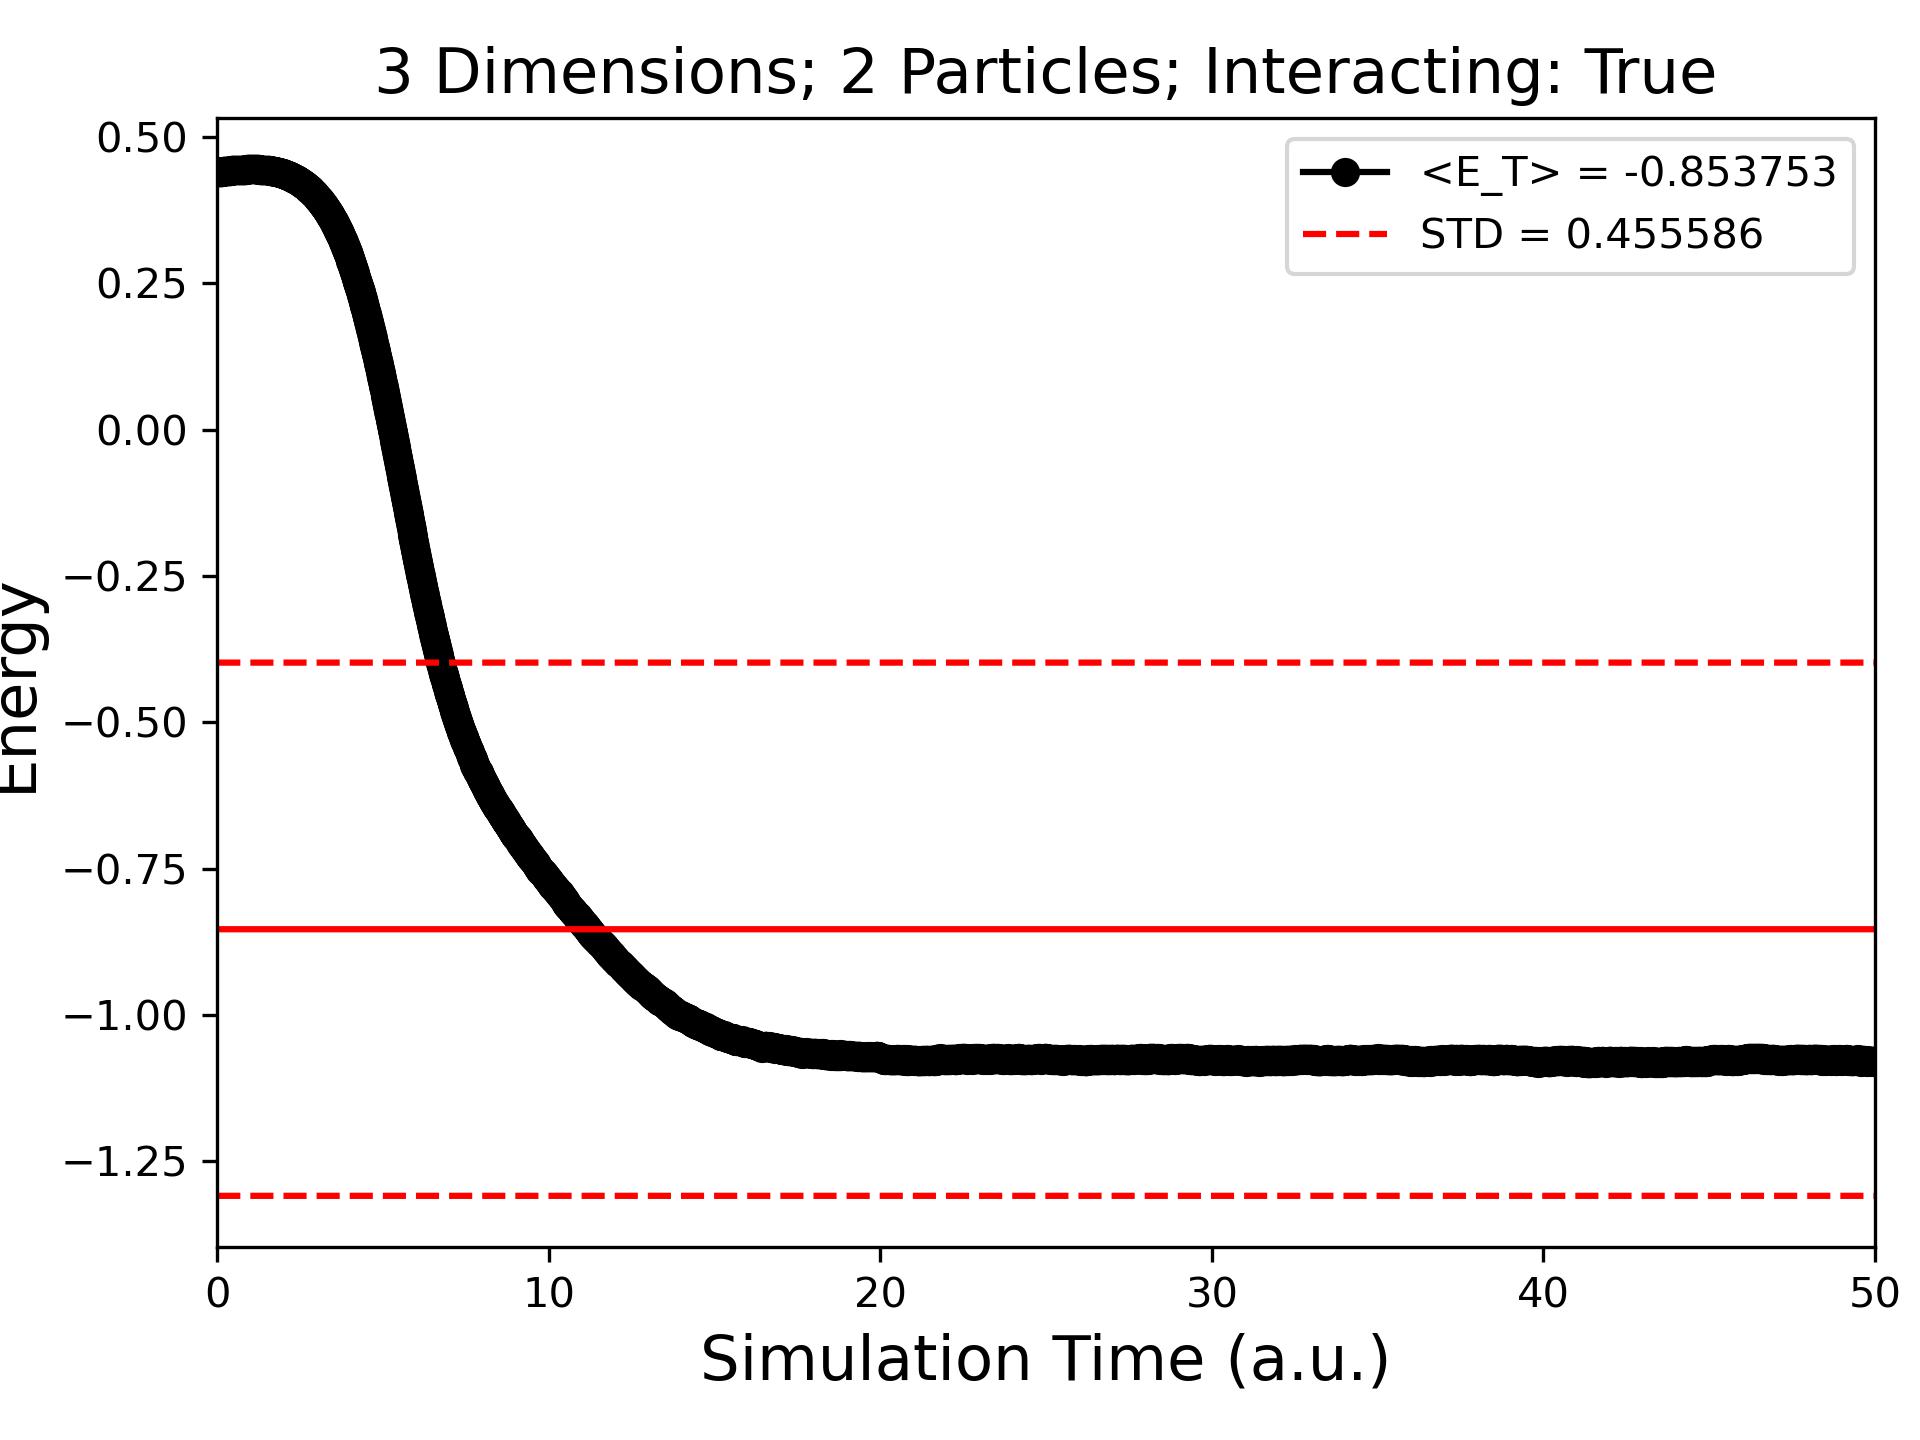 3 Dimensions; 2 Particles; Interacting: True
<E_T> = -0.853753
STD = 0.455586
Energy
0.50
0.25
0.00
−0.25
−0.50
−0.75
−1.00
−1.25
0 10 20 30 40 50
Simulation Time (a.u.)